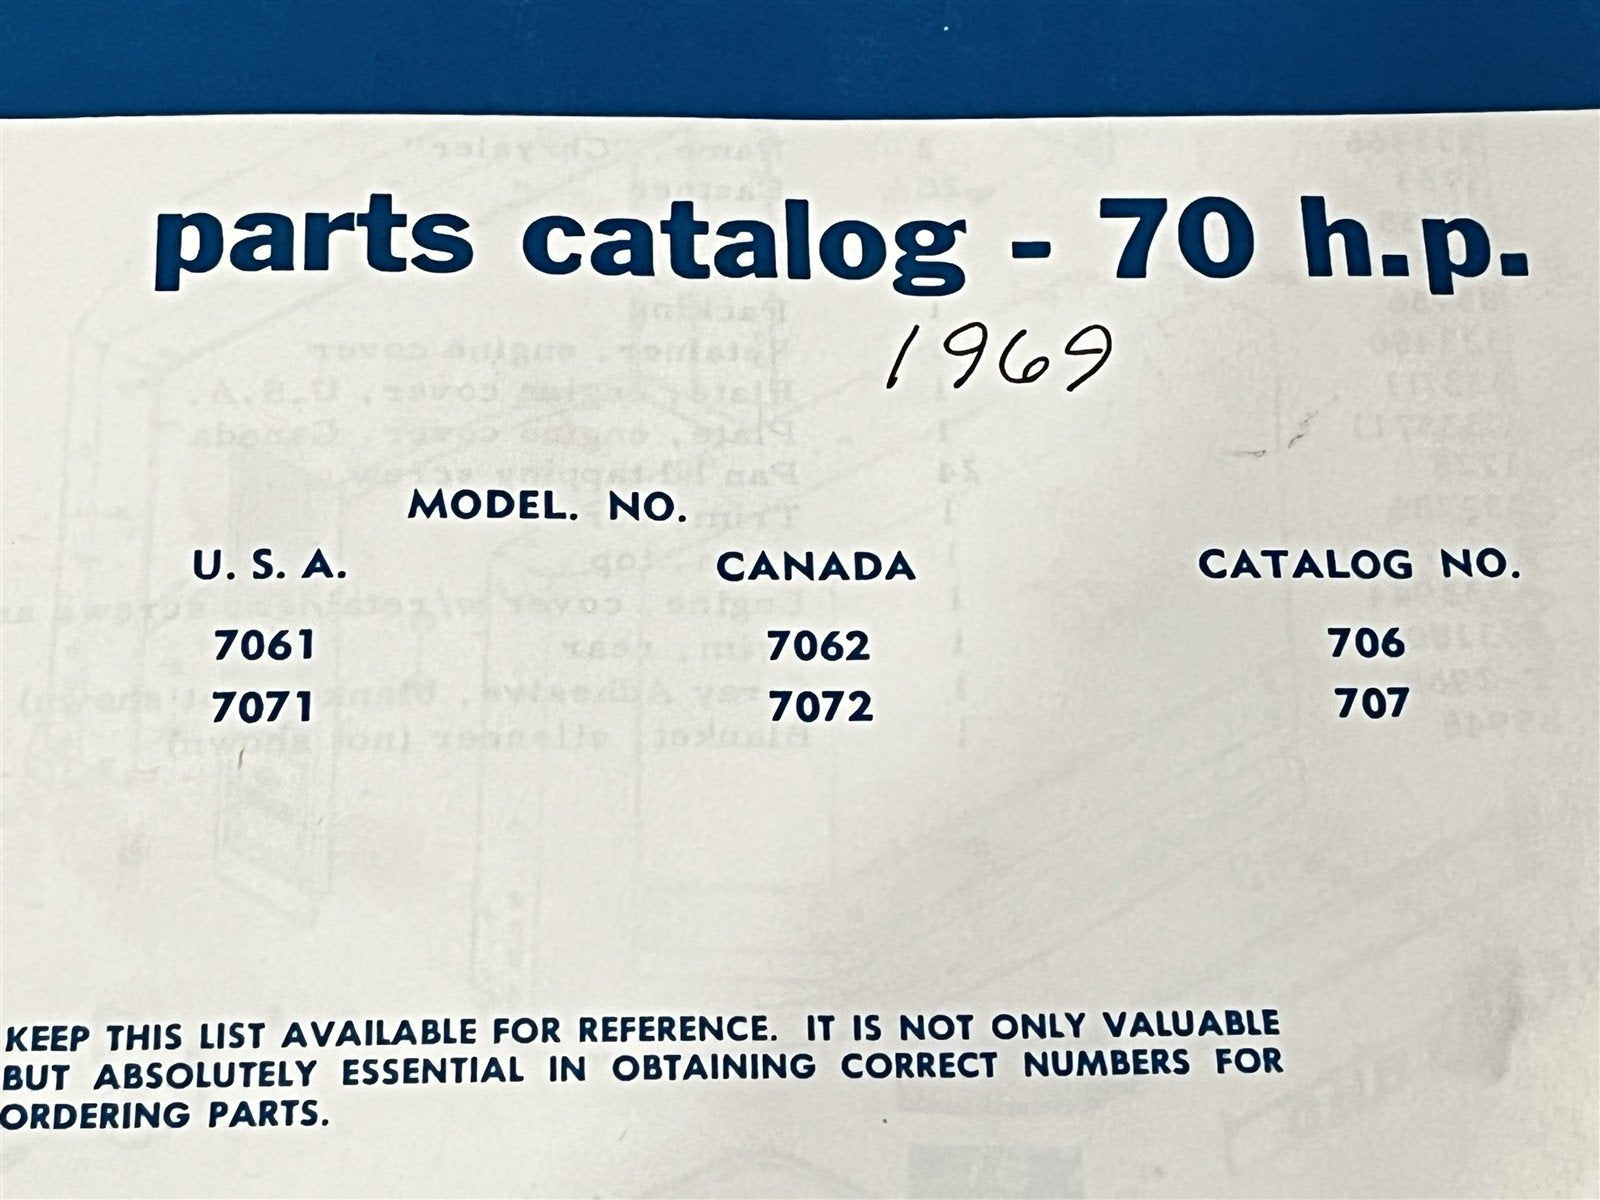 parts catalog - 70 h.p.
1969
MODEL. NO.
U. S. A. CANADA CATALOG NO.
7061 7062 706
7071 7072 707
KEEP THIS LIST AVAILABLE FOR REFERENCE. IT IS NOT ONLY VALUABLE
BUT ABSOLUTELY ESSENTIAL IN OBTAINING CORRECT NUMBERS FOR
ORDERING PARTS.